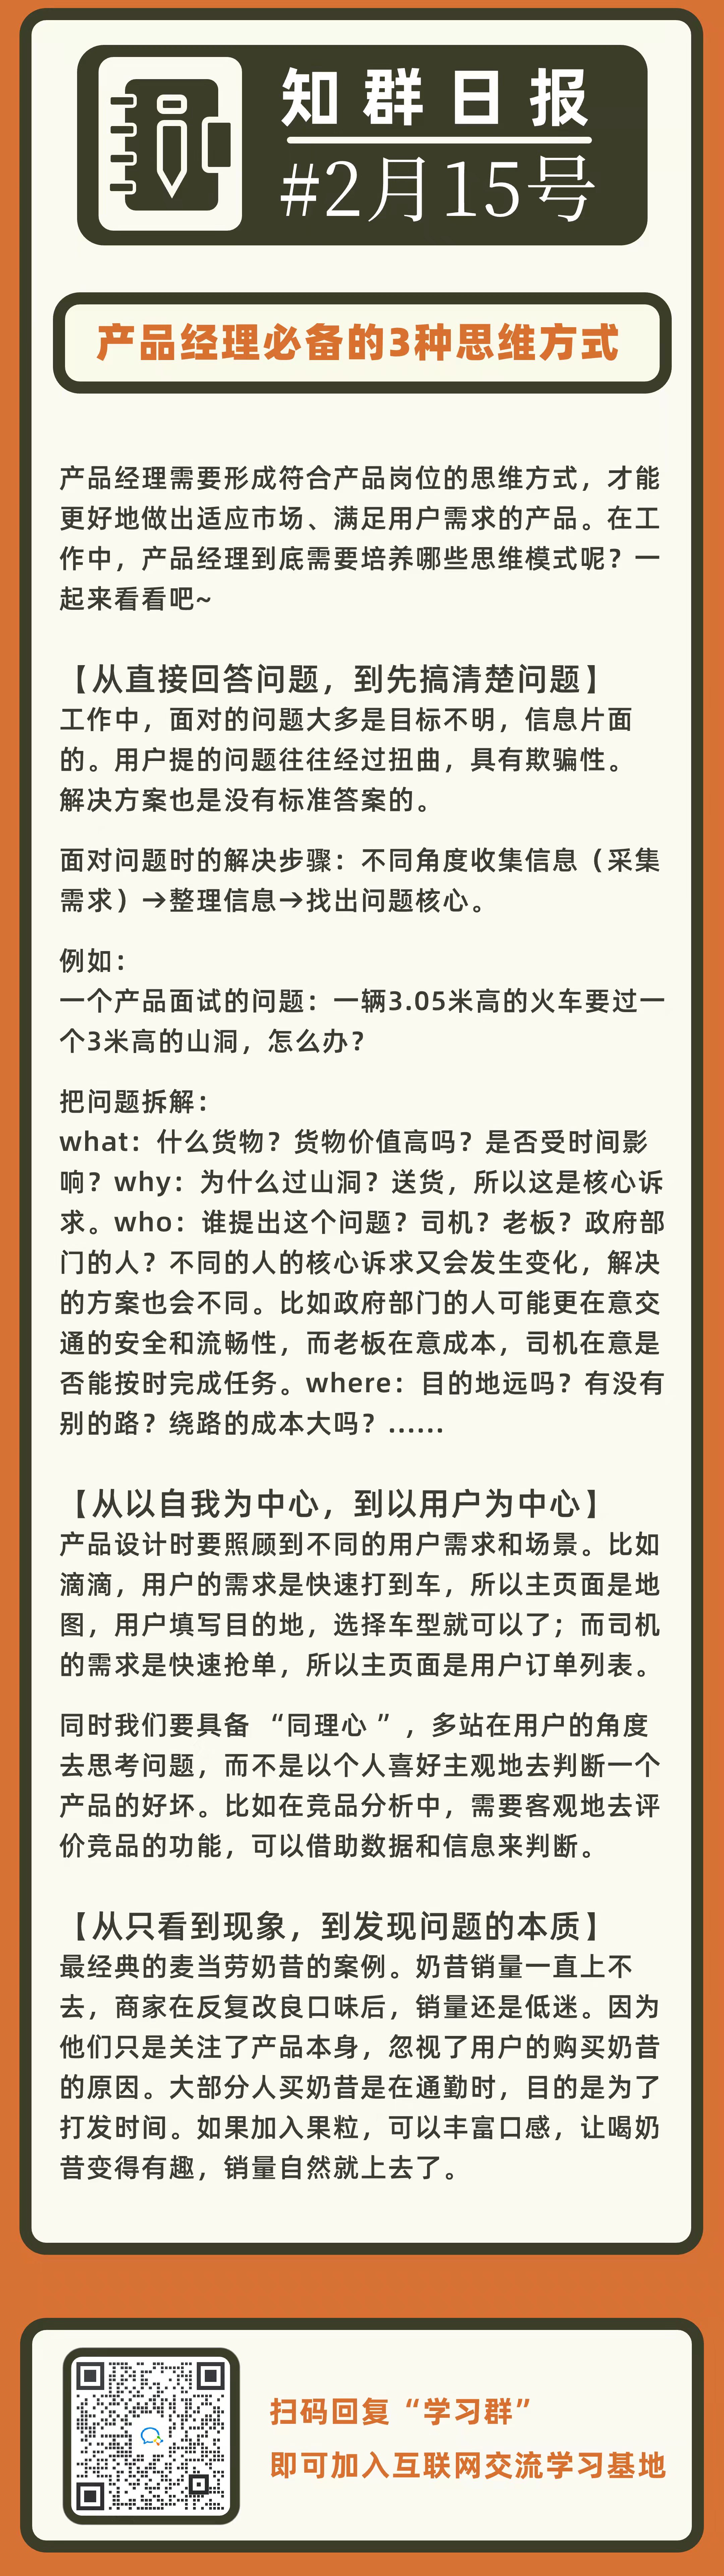 知群日报
#2月15号
产品经理必备的3种思维方式
产品经理需要形成符合产品岗位的思维方式，才能
更好地做出适应市场、满足用户需求的产品。在工
作中，产品经理到底需要培养哪些思维模式呢？一
起来看看吧~
【从直接回答问题，到先搞清楚问题】
工作中，面对的问题大多是目标不明，信息片面
的。用户提的问题往往经过扭曲，具有欺骗性。
解决方案也是没有标准答案的。
面对问题时的解决步骤：不同角度收集信息（采集
需求）→整理信息→找出问题核心。
例如：
一个产品面试的问题：一辆3.05米高的火车要过一
个3米高的山洞，怎么办？
把问题拆解：
what：什么货物？货物价值高吗？是否受时间影
响？why：为什么过山洞？送货，所以这是核心诉
求。who：谁提出这个问题？司机？老板？政府部
门的人？不同的人的核心诉求又会发生变化，解决
的方案也会不同。比如政府部门的人可能更在意交
通的安全和流畅性，而老板在意成本，司机在意是
否能按时完成任务。where：目的地远吗？有没有
别的路？绕路的成本大吗？......
【从以自我为中心，到以用户为中心】
产品设计时要照顾到不同的用户需求和场景。比如
滴滴，用户的需求是快速打到车，所以主页面是地
图，用户填写目的地，选择车型就可以了；而司机
的需求是快速抢单，所以主页面是用户订单列表。
同时我们要具备 “同理心 ” ，多站在用户的角度
去思考问题，而不是以个人喜好主观地去判断一个
产品的好坏。比如在竞品分析中，需要客观地去评
价竞品的功能，可以借助数据和信息来判断。
【从只看到现象，到发现问题的本质】
最经典的麦当劳奶昔的案例。奶昔销量一直上不
去，商家在反复改良口味后，销量还是低迷。因为
他们只是关注了产品本身，忽视了用户的购买奶昔
的原因。大部分人买奶昔是在通勤时，目的是为了
打发时间。如果加入果粒，可以丰富口感，让喝奶
昔变得有趣，销量自然就上去了。
扫码回复“学习群”
即可加入互联网交流学习基地